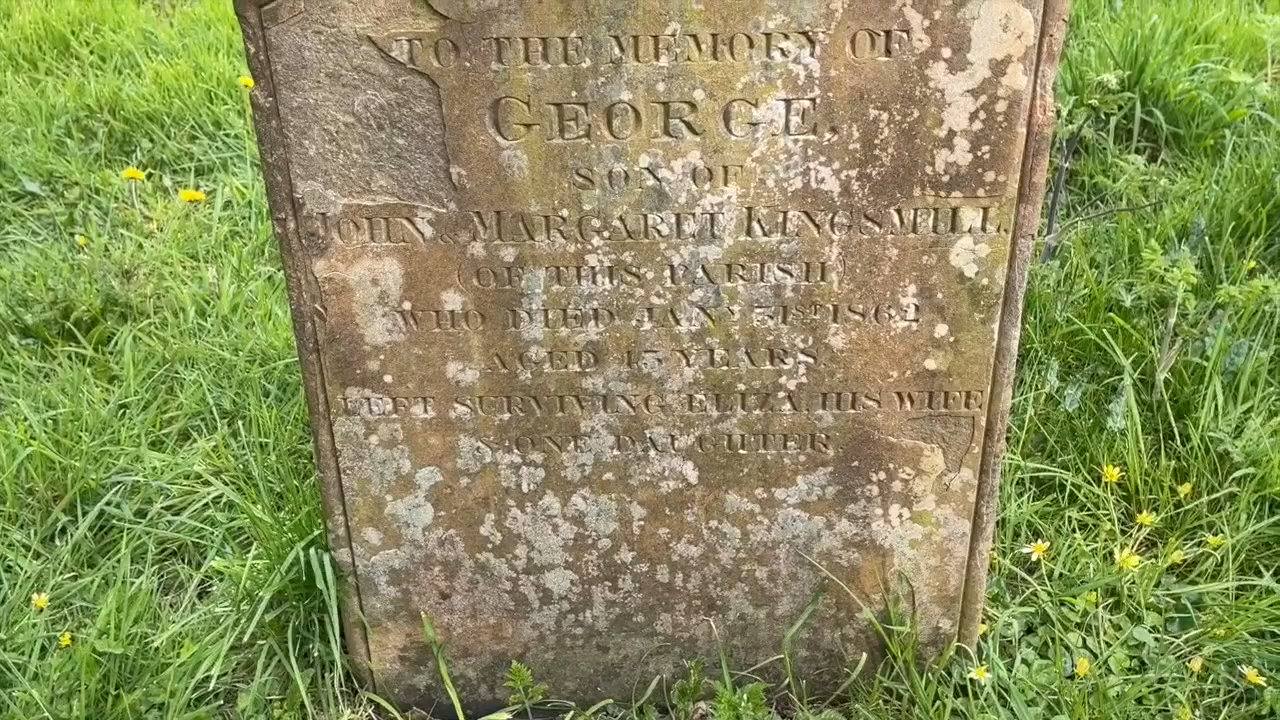 TO THE MEMORY OF
GEORGE,
SON OF
JOHN & MARGARET KINGSMILL,
(OF THIS PARISH)
WHO DIED JANY 31ST 1862
AGED 43 YEARS.
LEFT SURVIVING ELIZA, HIS WIFE
& ONE DAUGHTER.